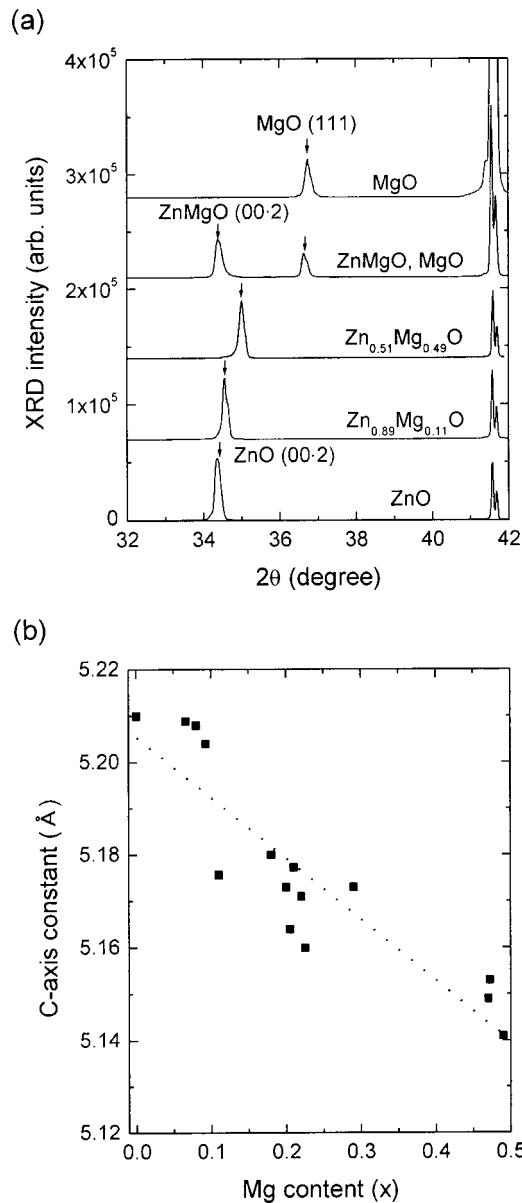 (a)
4x10⁵
MgO (111)
3x10⁵
MgO
ZnMgO (00·2)
ZnMgO, MgO
2x10⁵
Zn₀.₅₁Mg₀.₄₉O
1x10⁵
Zn₀.₈₉Mg₀.₁₁O
ZnO (00·2)
ZnO
0
XRD intensity (arb. units)
32 34 36 38 40 42
2θ (degree)
(b)
5.22
5.20
5.18
5.16
5.14
5.12
C-axis constant (Å)
0.0 0.1 0.2 0.3 0.4 0.5
Mg content (x)